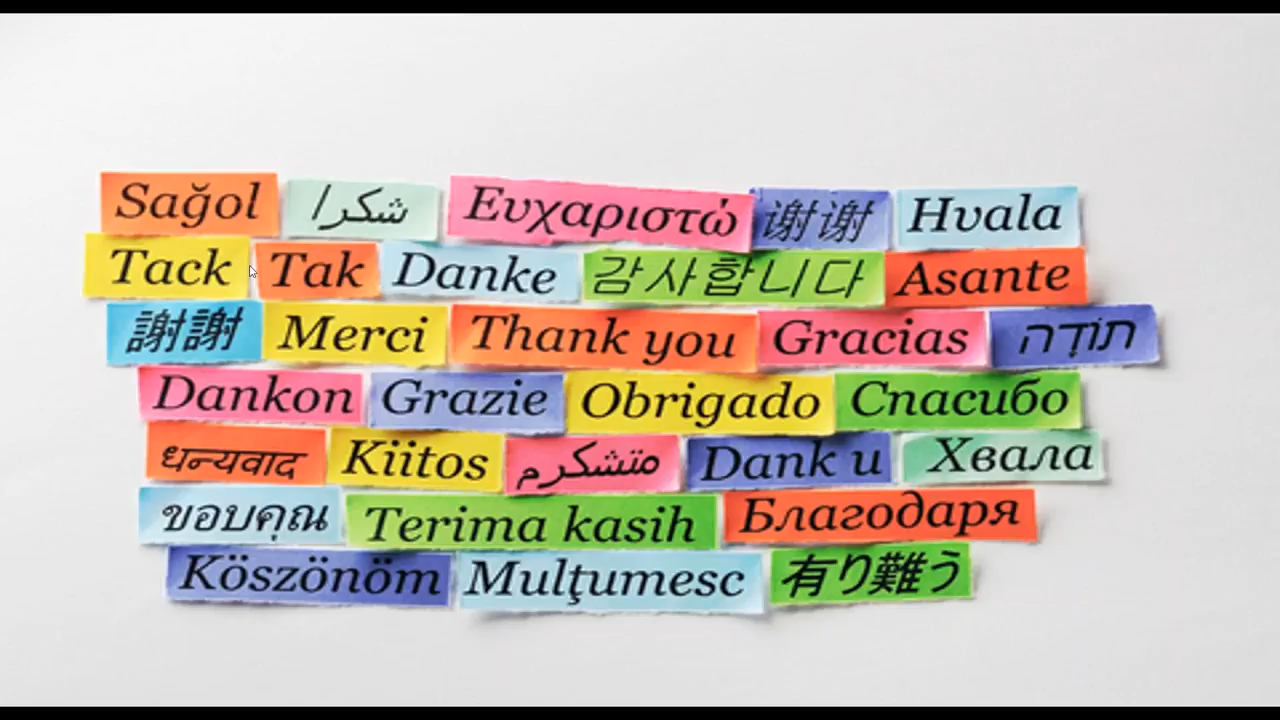 Sağol شكرا Ευχαριστώ 谢谢 Hvala
Tack Tak Danke 감사합니다 Asante
謝謝 Merci Thank you Gracias תוֹדָה
Dankon Grazie Obrigado Спасибо
धन्यवाद Kiitos متشکرم Dank u Хвала
ขอบคุณ Terima kasih Благодаря
Köszönöm Mulţumesc 有り難う